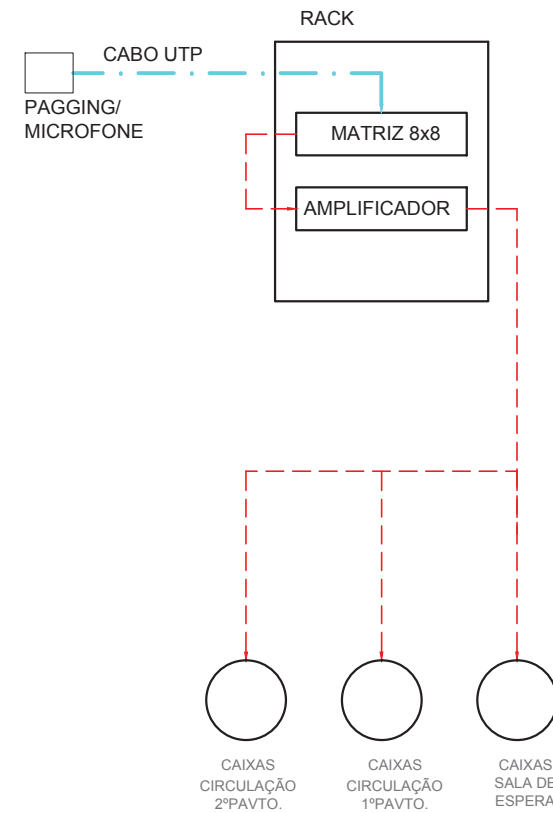 RACK
CABO UTP
PAGGING/
MICROFONE
MATRIZ 8x8
AMPLIFICADOR
CAIXAS
CIRCULAÇÃO
2ºPAVTO.
CAIXAS
CIRCULAÇÃO
1ºPAVTO.
CAIXAS
SALA DE
ESPERA